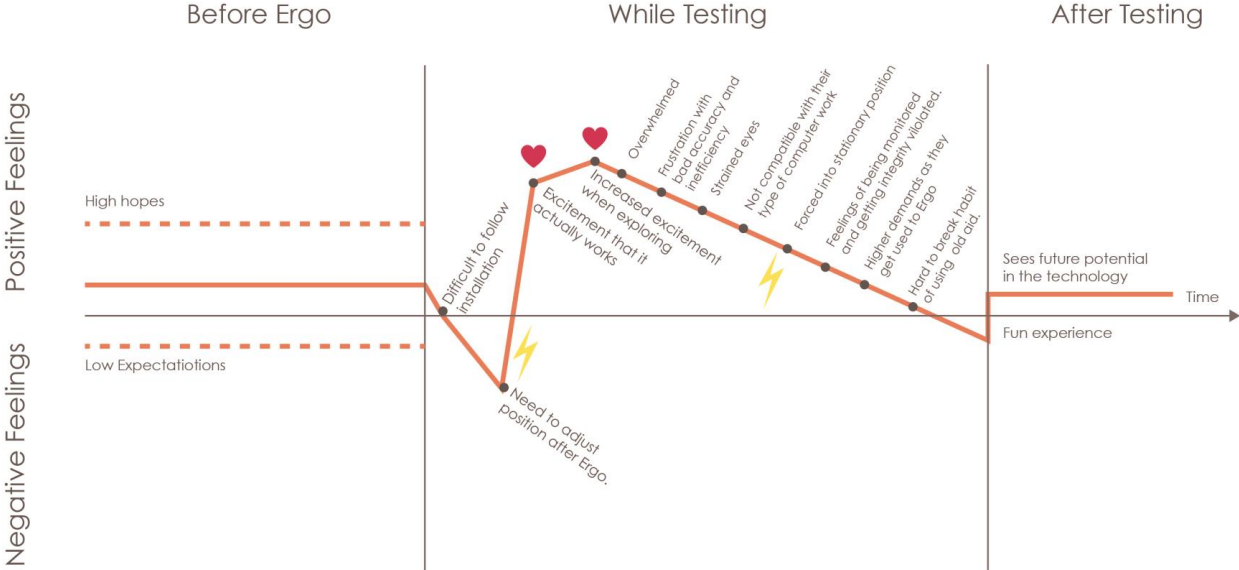 Before Ergo
While Testing
After Testing
Positive Feelings
Negative Feelings
High hopes
Low Expectatiotions
Difficult to follow
installation
Need to adjust
position after Ergo.
Excitement that it
actually works
Increased excitement
when exploring
Overwhelmed
Frustration with
bad accuracy and
inefficiency
Strained eyes
Not compatible with their
type of computer work
Forced into stationary position
Feelings of being monitored
and getting integrity vilolated.
Higher demands as they
get used to Ergo
Hard to break habit
of using old aid.
Sees future potential
in the technology
Time
Fun experience